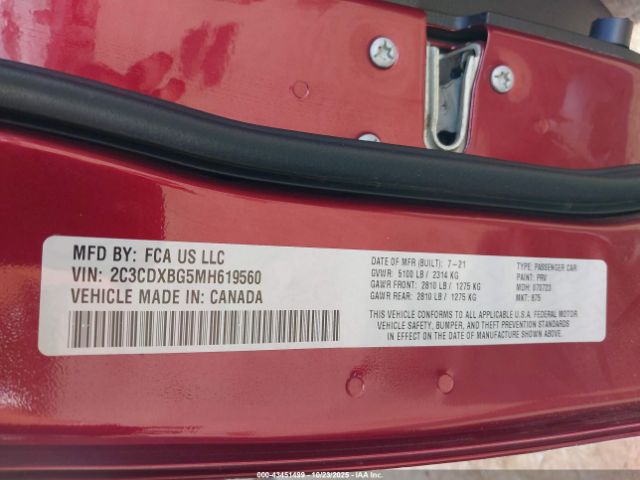 MFD BY: FCA US LLC
VIN: 2C3CDXBG5MH619560
VEHICLE MADE IN: CANADA
DATE OF MFR (BUILT): 7-21
GVWR: 5100 LB / 2314 KG
GAWR FRONT: 2810 LB / 1275 KG
GAWR REAR: 2810 LB / 1275 KG
TYPE: PASSENGER CAR
PAINT: PRV
MDH: 070723
MKT: 875
THIS VEHICLE CONFORMS TO ALL APPLICABLE U.S.A. FEDERAL MOTOR
VEHICLE SAFETY, BUMPER, AND THEFT PREVENTION STANDARDS
IN EFFECT ON THE DATE OF MANUFACTURE SHOWN ABOVE.
000-43451499 - 10/23/2025 - IAAI.COM